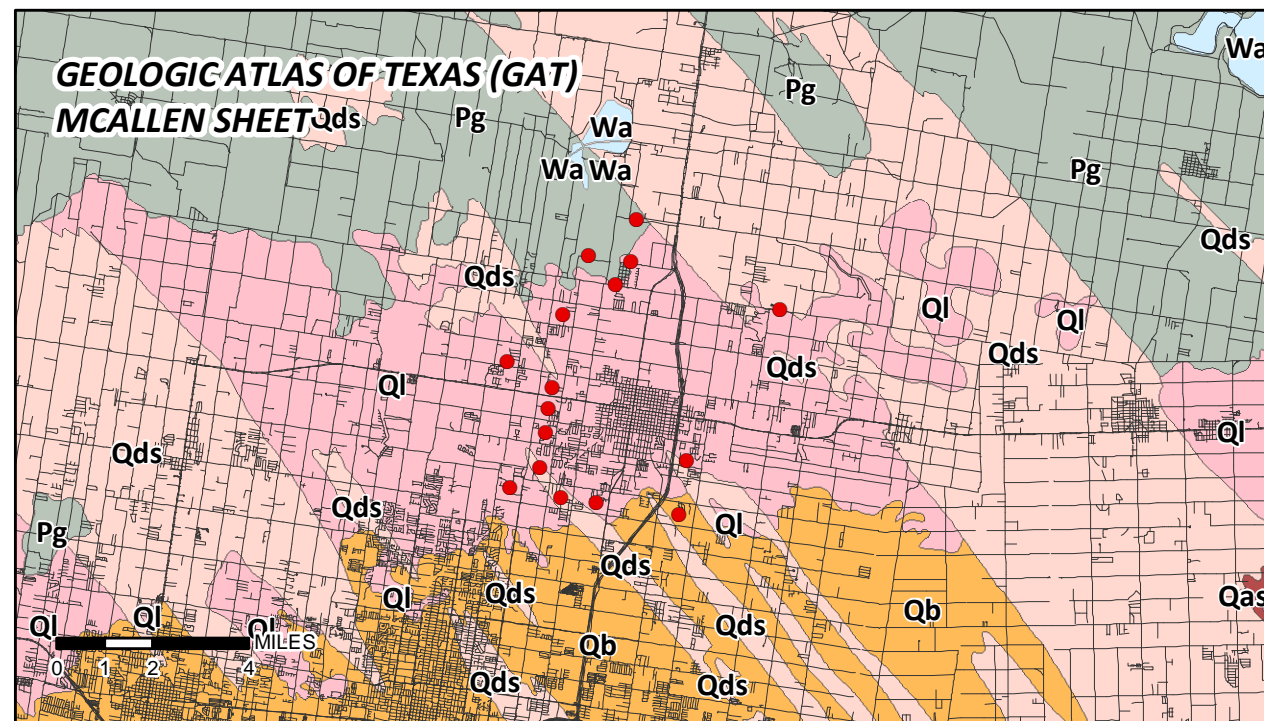 GEOLOGIC ATLAS OF TEXAS (GAT)
MCALLEN SHEET
Wa
Pg
Qds
Pg
Wa
Wa
Wa
Pg
Qds
Qds
Ql
Ql
Qds
Qds
Ql
Ql
Qds
Qds
Ql
Pg
Qds
Qds
Qas
Ql
Qb
Ql
Ql
Ql
Qds
MILES
Qb
Qds
Qds
0
1
2
4